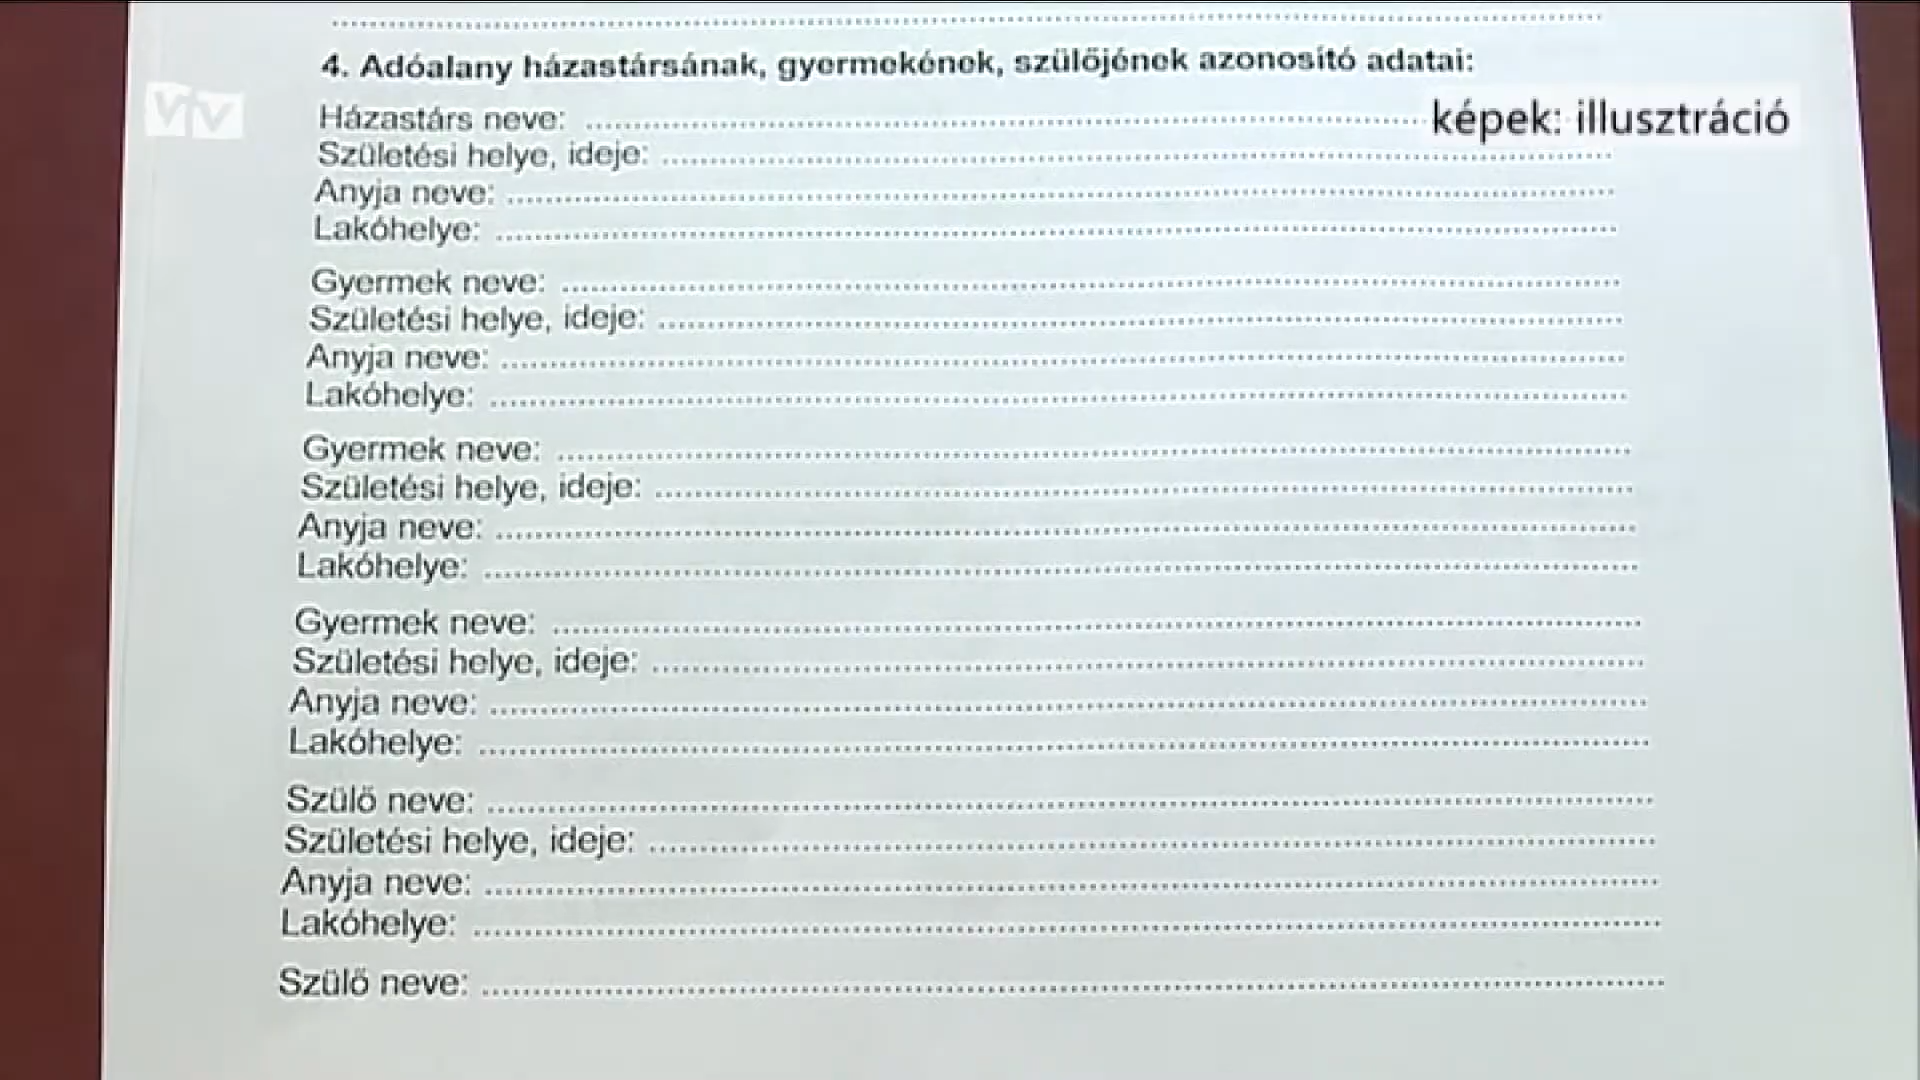 4. Adóalany házastársának, gyermekének, szülőjének azonosító adatai:
VTV
képek: illusztráció
Házastárs neve:
Születési helye, ideje:
Anyja neve:
Lakóhelye:
Gyermek neve:
Születési helye, ideje:
Anyja neve:
Lakóhelye:
Gyermek neve:
Születési helye, ideje:
Anyja neve:
Lakóhelye:
Gyermek neve:
Születési helye, ideje:
Anyja neve:
Lakóhelye:
Szülő neve:
Születési helye, ideje:
Anyja neve:
Lakóhelye:
Szülő neve: